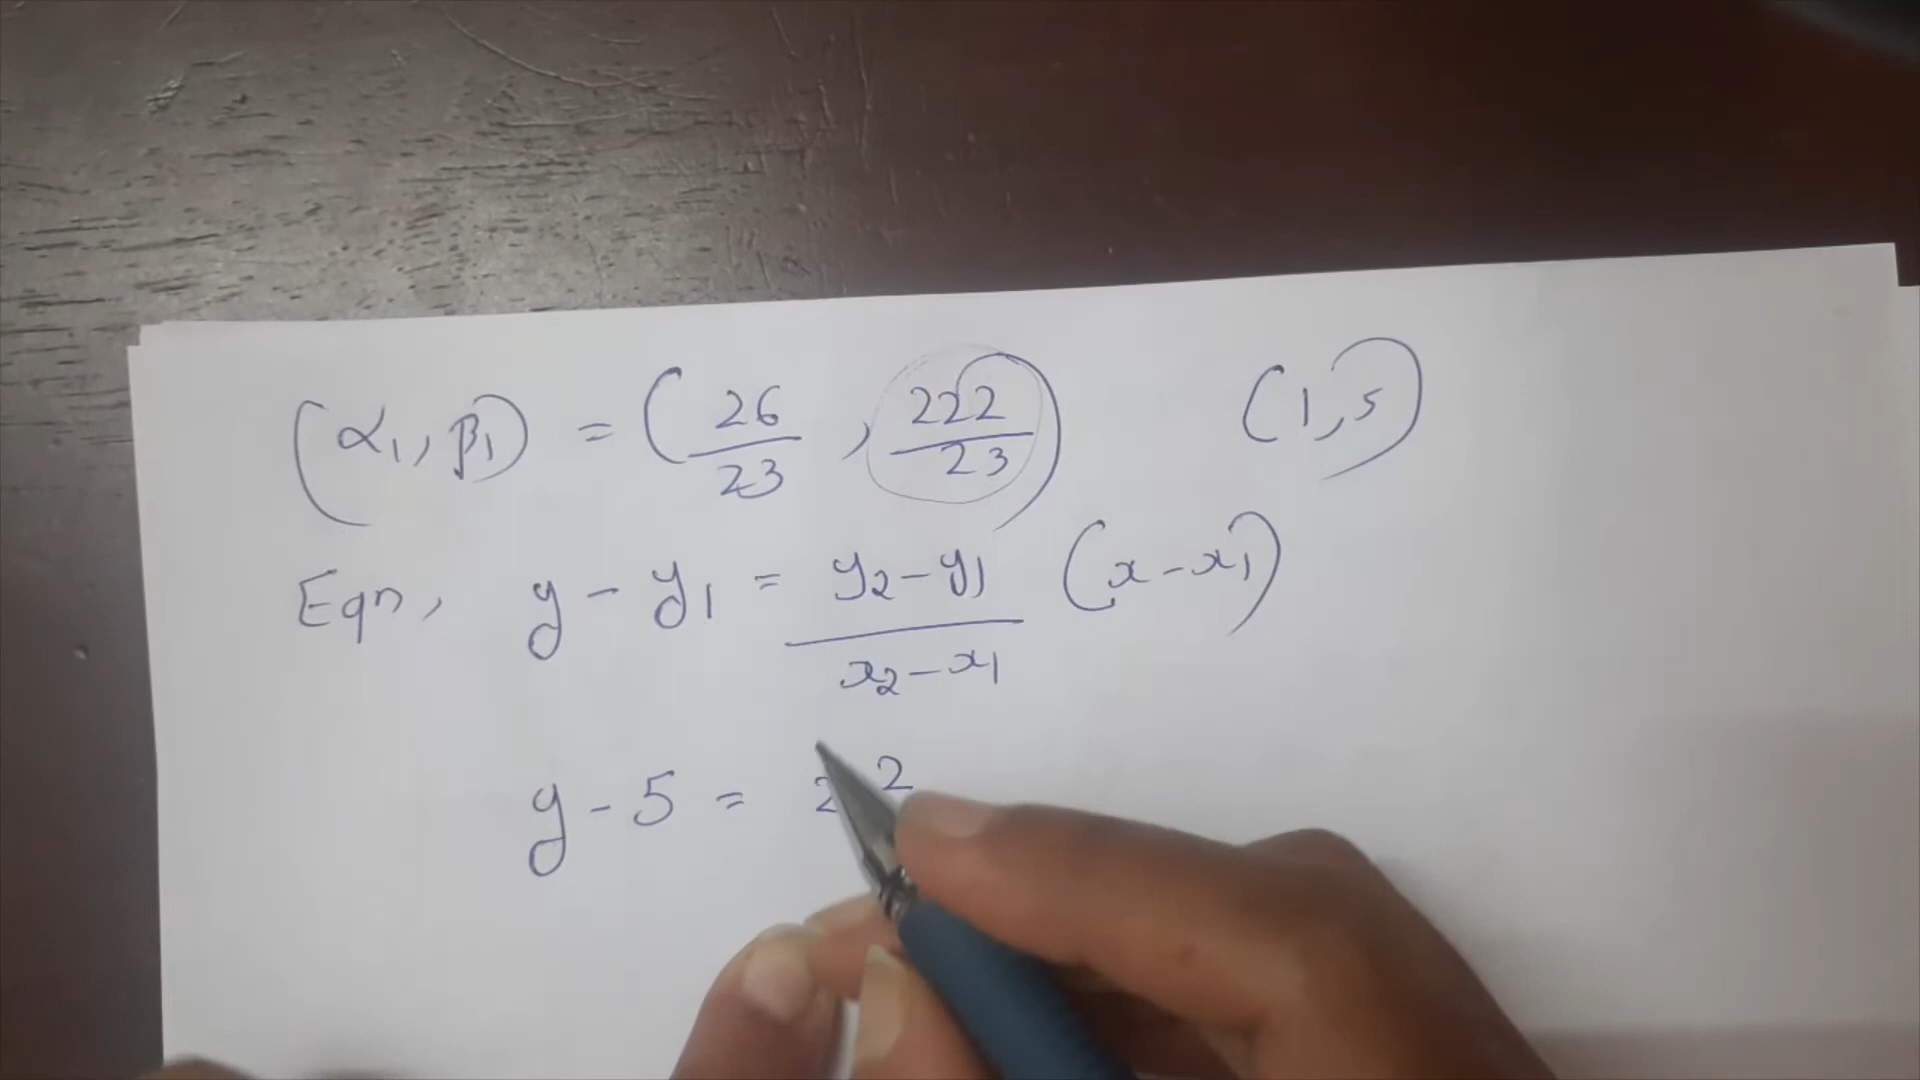 (α₁, β₁) = (26/23, 222/23) (1, 5)
Eqn, y - y₁ = y₂-y₁/x₂-x₁ (x-x₁)
y - 5 =